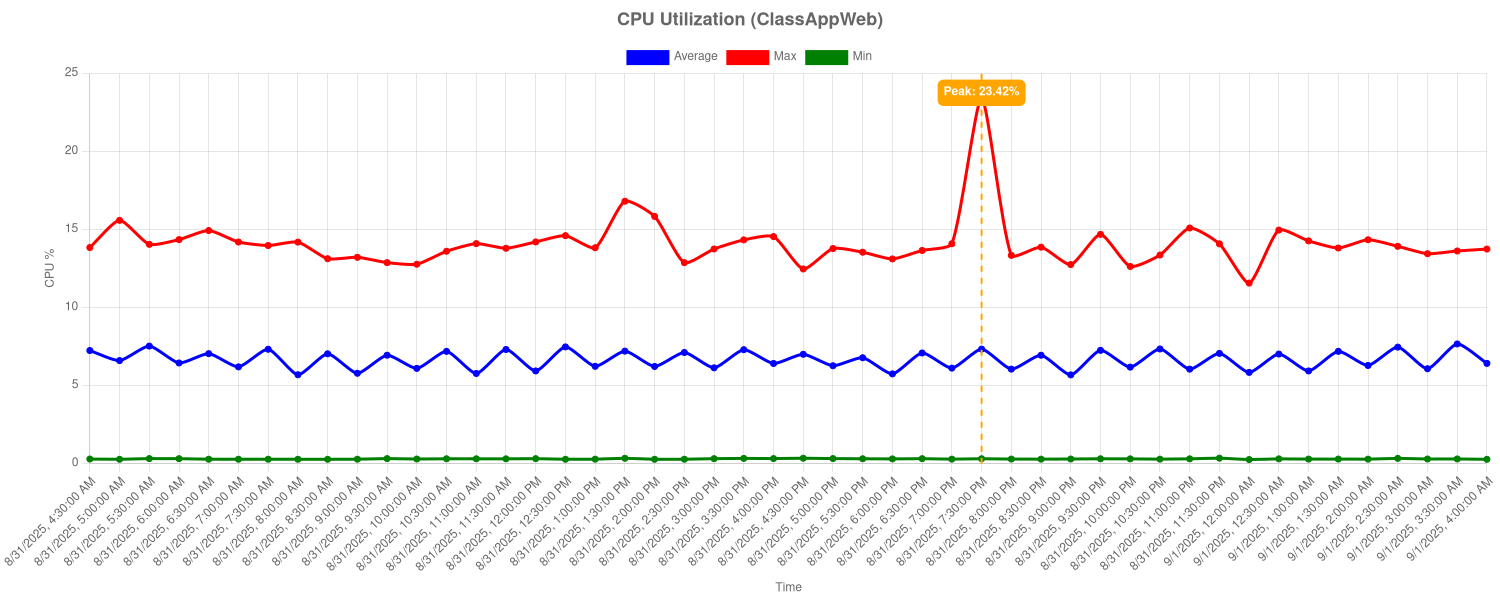 CPU Utilization (ClassAppWeb)
Average
Max
Min
Peak: 23.42%
25
20
15
10
5
0
CPU %
8/31/2025, 4:30:00 AM
8/31/2025, 5:00:00 AM
8/31/2025, 5:30:00 AM
8/31/2025, 6:00:00 AM
8/31/2025, 6:30:00 AM
8/31/2025, 7:00:00 AM
8/31/2025, 7:30:00 AM
8/31/2025, 8:00:00 AM
8/31/2025, 8:30:00 AM
8/31/2025, 9:00:00 AM
8/31/2025, 9:30:00 AM
8/31/2025, 10:00:00 AM
8/31/2025, 10:30:00 AM
8/31/2025, 11:00:00 AM
8/31/2025, 11:30:00 AM
8/31/2025, 12:00:00 PM
8/31/2025, 12:30:00 PM
8/31/2025, 1:00:00 PM
8/31/2025, 1:30:00 PM
8/31/2025, 2:00:00 PM
8/31/2025, 2:30:00 PM
8/31/2025, 3:00:00 PM
8/31/2025, 3:30:00 PM
8/31/2025, 4:00:00 PM
8/31/2025, 4:30:00 PM
8/31/2025, 5:00:00 PM
8/31/2025, 5:30:00 PM
8/31/2025, 6:00:00 PM
8/31/2025, 6:30:00 PM
8/31/2025, 7:00:00 PM
8/31/2025, 7:30:00 PM
8/31/2025, 8:00:00 PM
8/31/2025, 8:30:00 PM
8/31/2025, 9:00:00 PM
8/31/2025, 9:30:00 PM
8/31/2025, 10:00:00 PM
8/31/2025, 10:30:00 PM
8/31/2025, 11:00:00 PM
8/31/2025, 11:30:00 PM
9/1/2025, 12:00:00 AM
9/1/2025, 12:30:00 AM
9/1/2025, 1:00:00 AM
9/1/2025, 1:30:00 AM
9/1/2025, 2:00:00 AM
9/1/2025, 2:30:00 AM
9/1/2025, 3:00:00 AM
9/1/2025, 3:30:00 AM
9/1/2025, 4:00:00 AM
Time